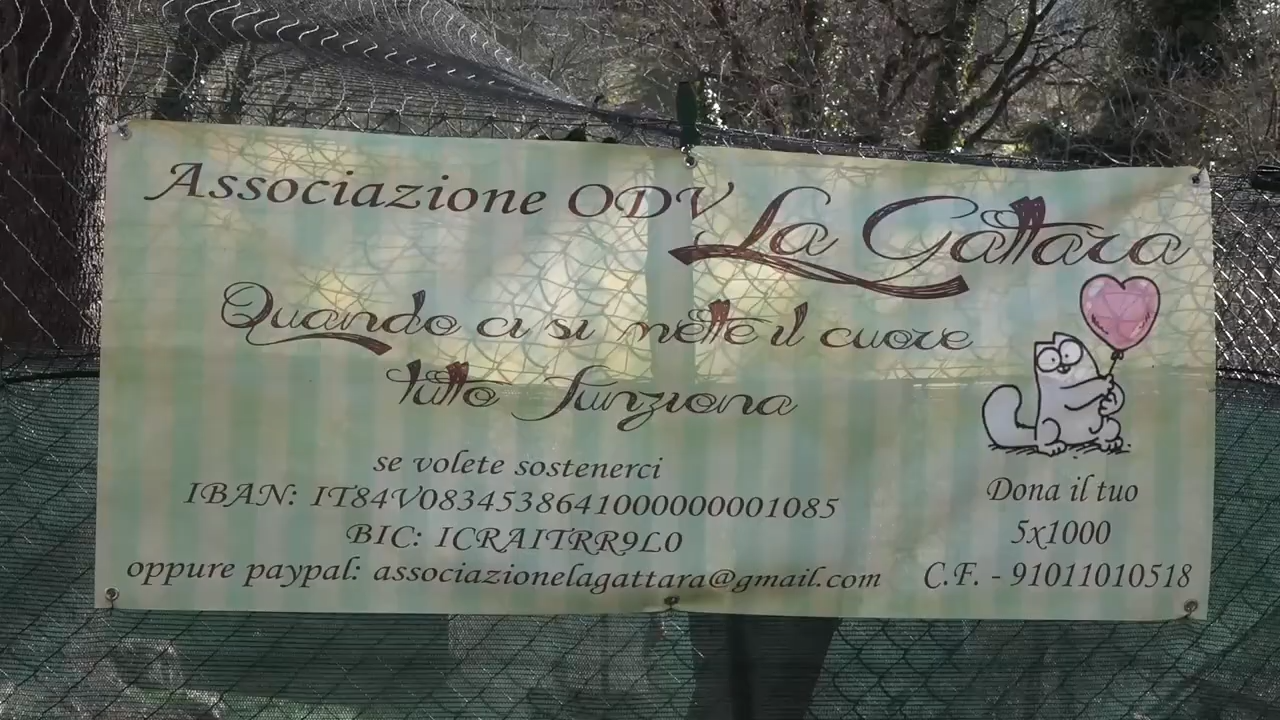 Associazione ODV La Gattara
Quando ci si mette il cuore
tutto funziona
se volete sostenerci
IBAN: IT84V0834538641000000001085
BIC: ICRAITRR9L0
oppure paypal: associazionelagattara@gmail.com
Dona il tuo
5x1000
C.F. - 91011010518